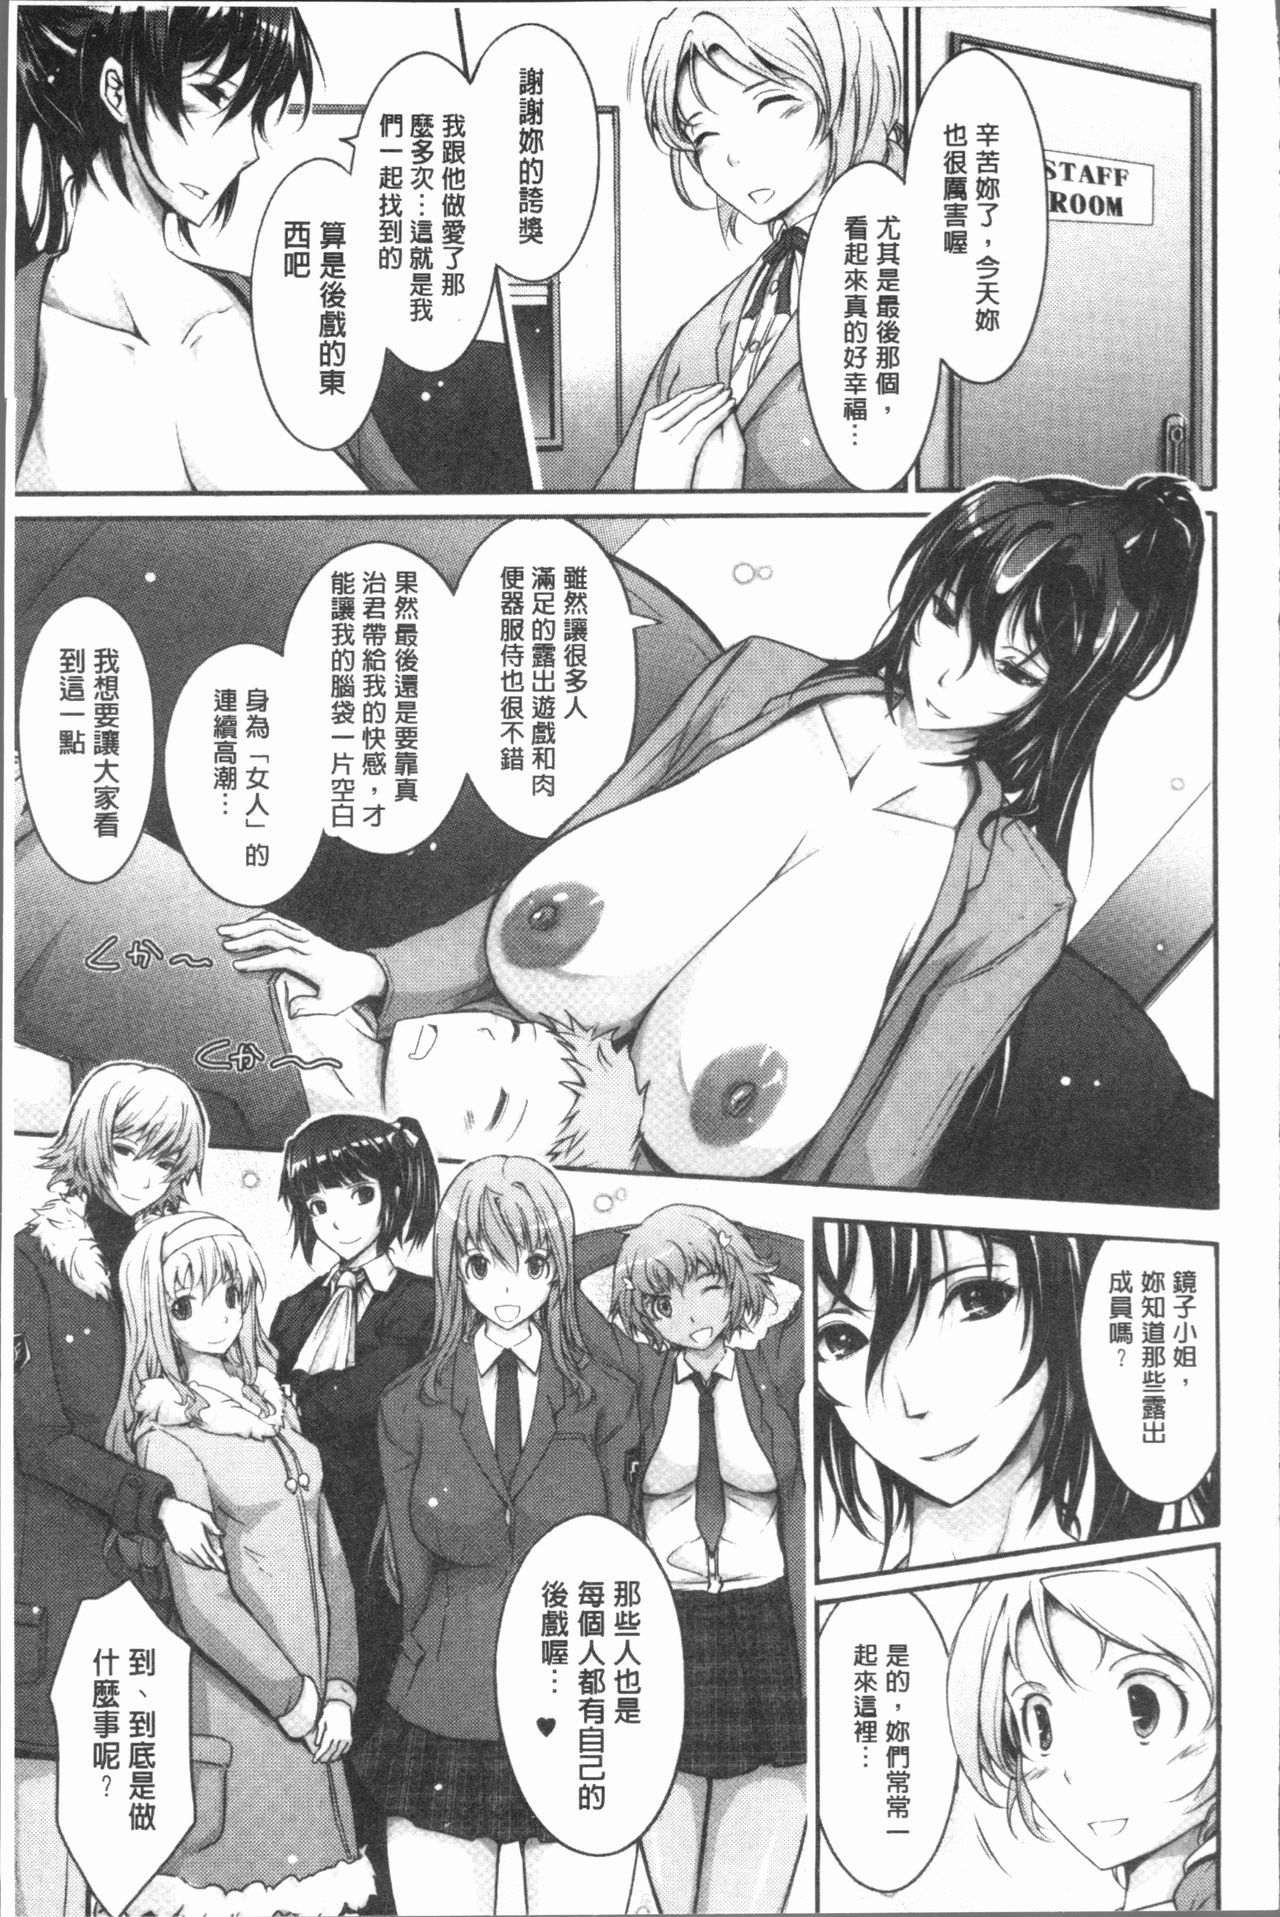 STAFF
ROOM
辛苦妳了，今天妳
也很厲害喔
尤其是最後那個，
看起來真的好幸福…
謝謝妳的誇獎
我跟他做愛了那
麼多次…這就是我
們一起找到的
算是後戲的東
西吧
雖然讓很多人
滿足的露出遊戲和肉
便器服侍也很不錯
果然最後還是要靠真
治君帶給我的快感，才
能讓我的腦袋一片空白
身為「女人」的
連續高潮…
我想要讓大家看
到這一點
くか〜
くか〜
鏡子小姐，
妳知道那些露出
成員嗎？
是的，妳們常常一
起來這裡…
那些人也是
每個人都有自己的
後戲喔…♥
到、到底是做
什麼事呢？